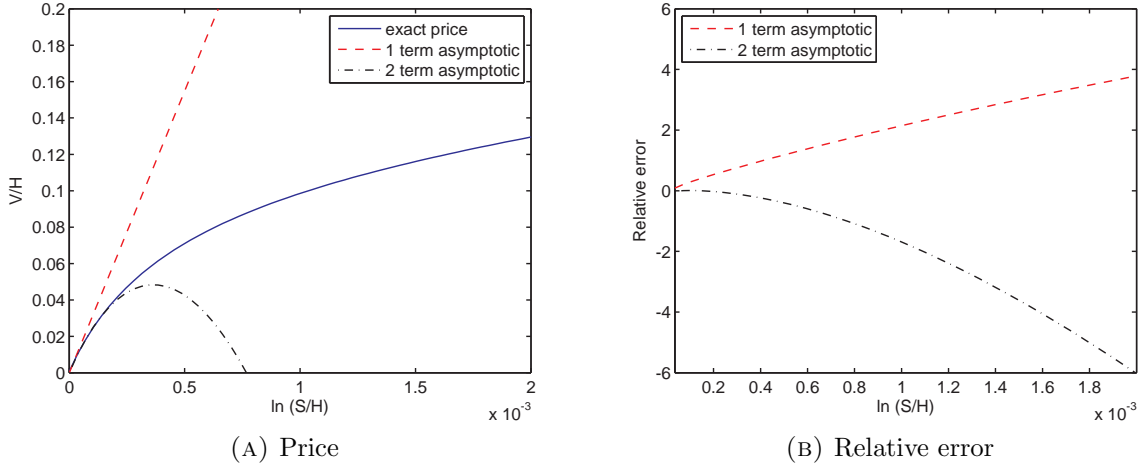 0.2
0.18
0.16
0.14
0.12
0.1
0.08
0.06
0.04
0.02
0
V/H
exact price
1 term asymptotic
2 term asymptotic
0 0.5 1 1.5 2
ln (S/H)
x 10-3
(A) Price
6
4
2
0
-2
-4
-6
Relative error
1 term asymptotic
2 term asymptotic
0.2 0.4 0.6 0.8 1 1.2 1.4 1.6 1.8
ln (S/H)
x 10-3
(B) Relative error